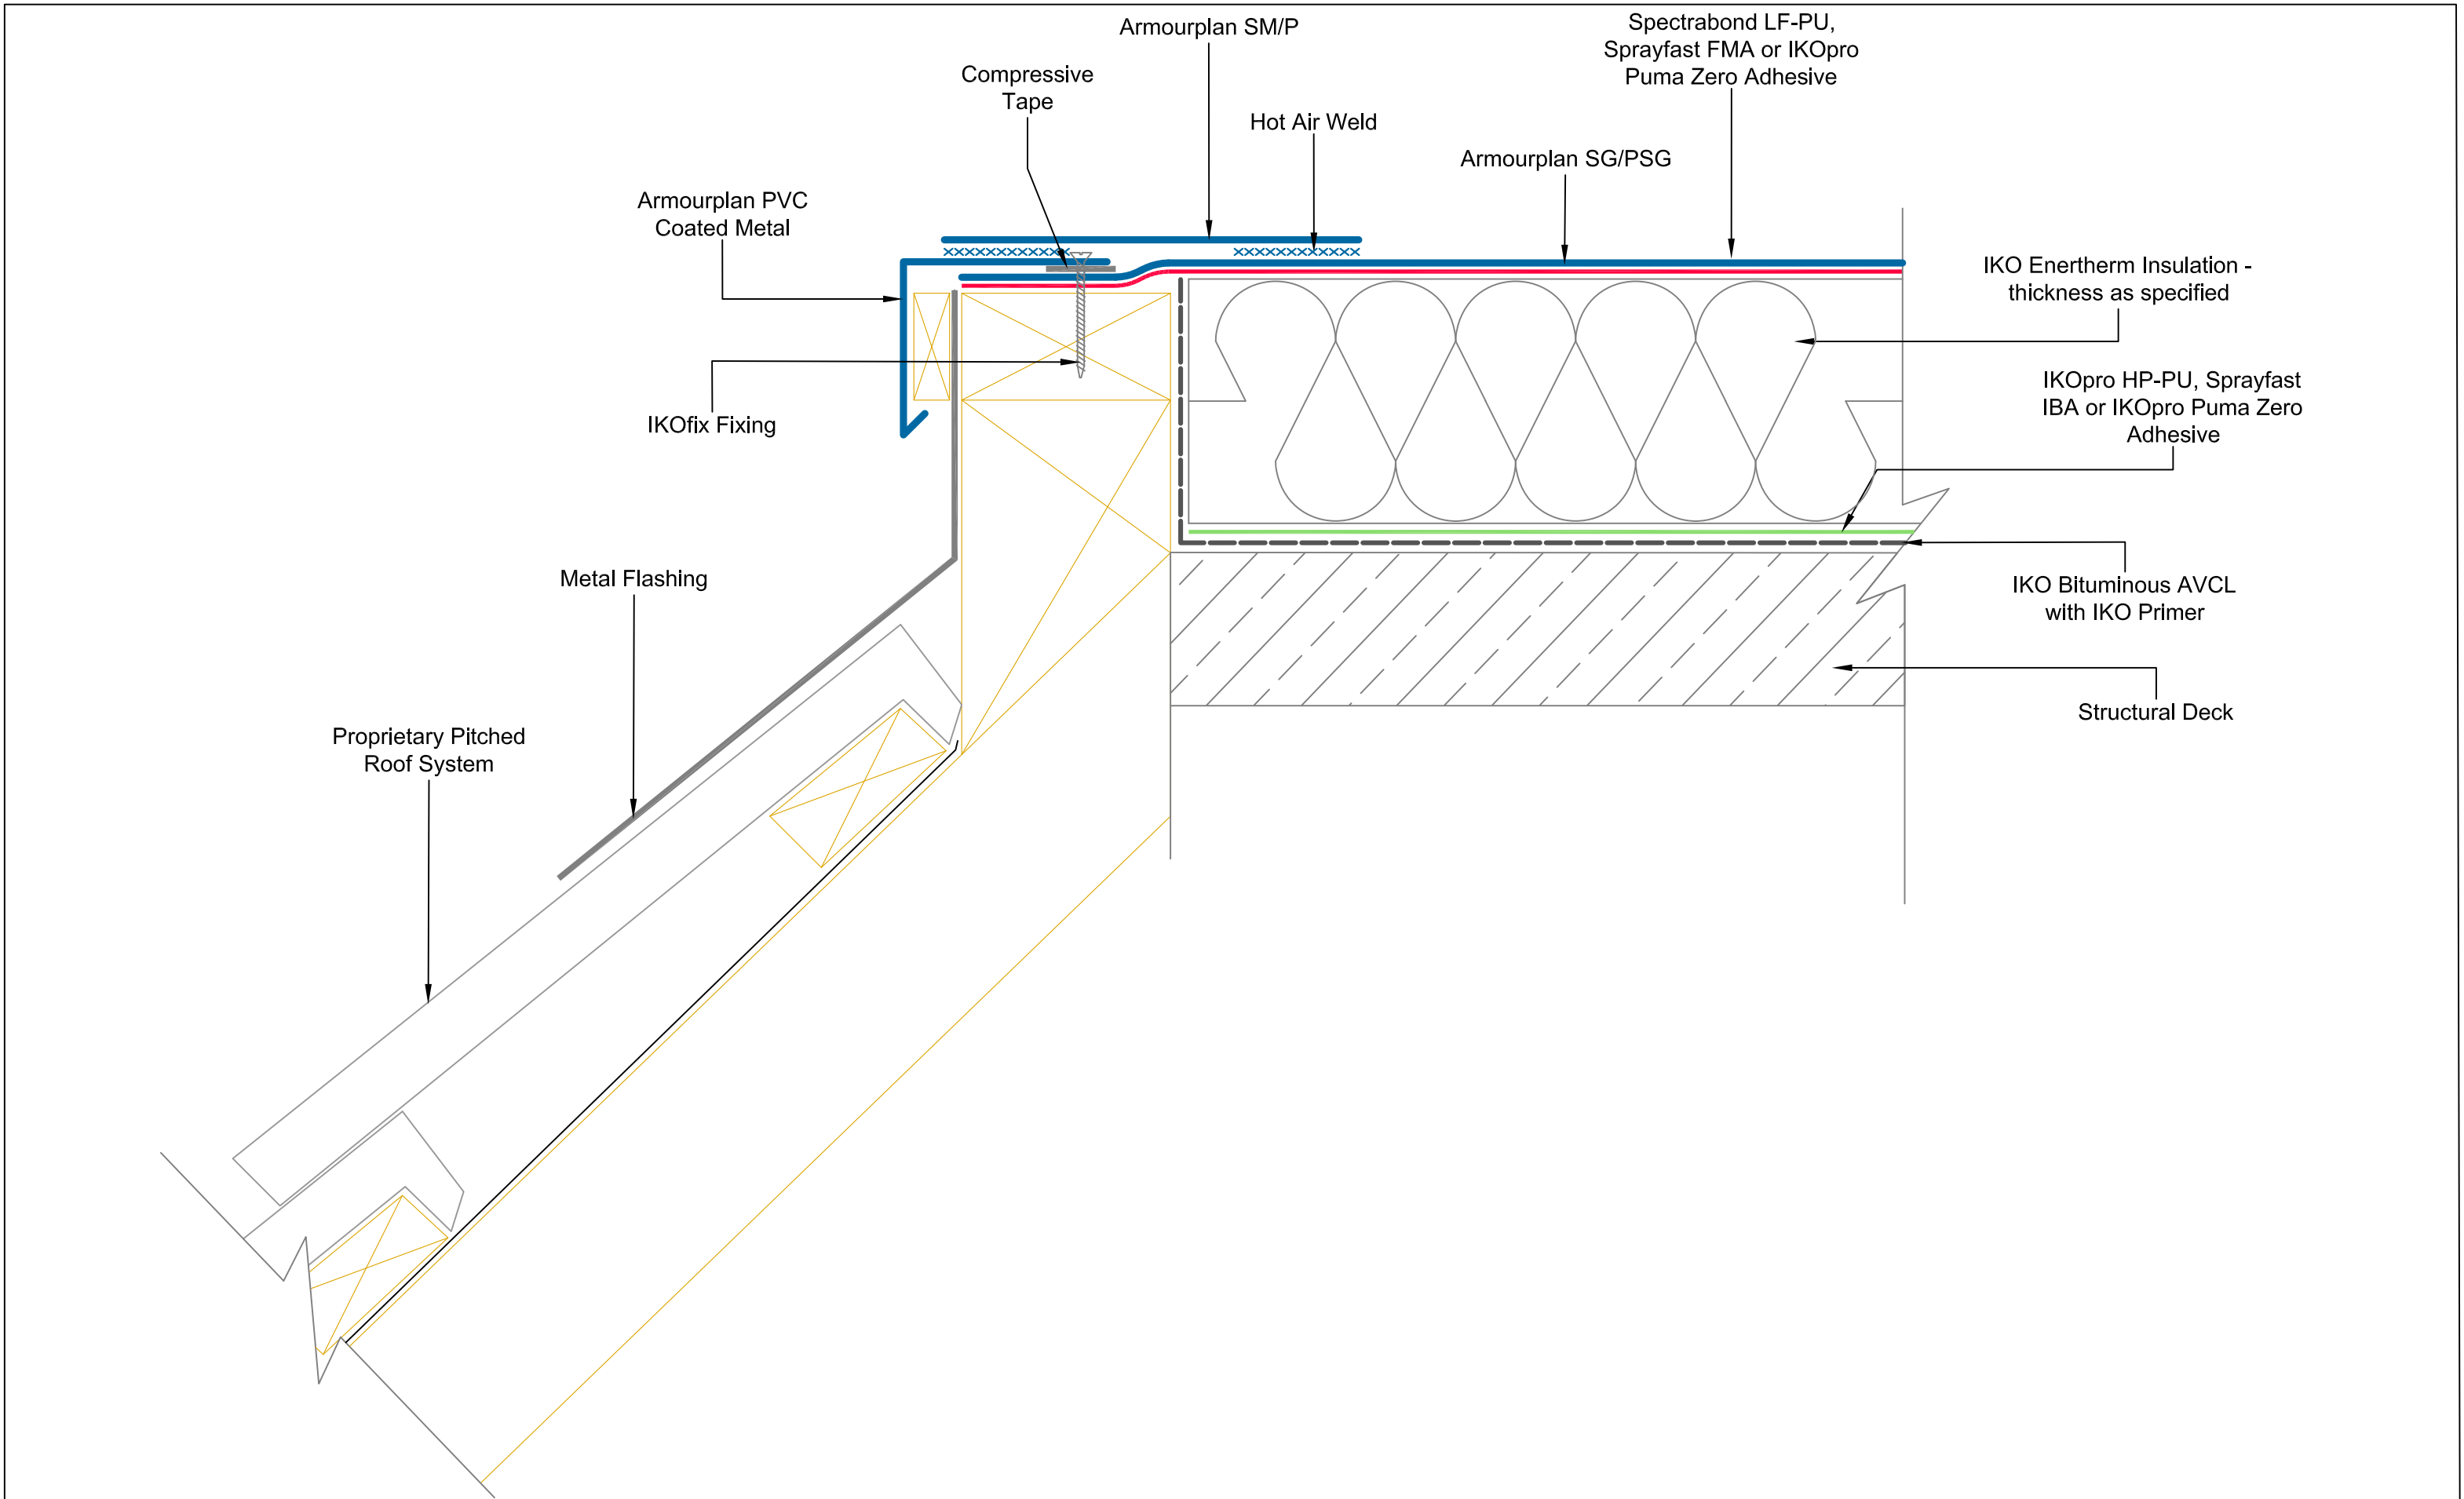 Armourplan SM/P
Spectrabond LF-PU,
Sprayfast FMA or IKOpro
Puma Zero Adhesive
Compressive
Tape
Hot Air Weld
Armourplan SG/PSG
Armourplan PVC
Coated Metal
IKO Enertherm Insulation -
thickness as specified
IKOpro HP-PU, Sprayfast
IBA or IKOpro Puma Zero
Adhesive
IKOfix Fixing
Metal Flashing
IKO Bituminous AVCL
with IKO Primer
Structural Deck
Proprietary Pitched
Roof System